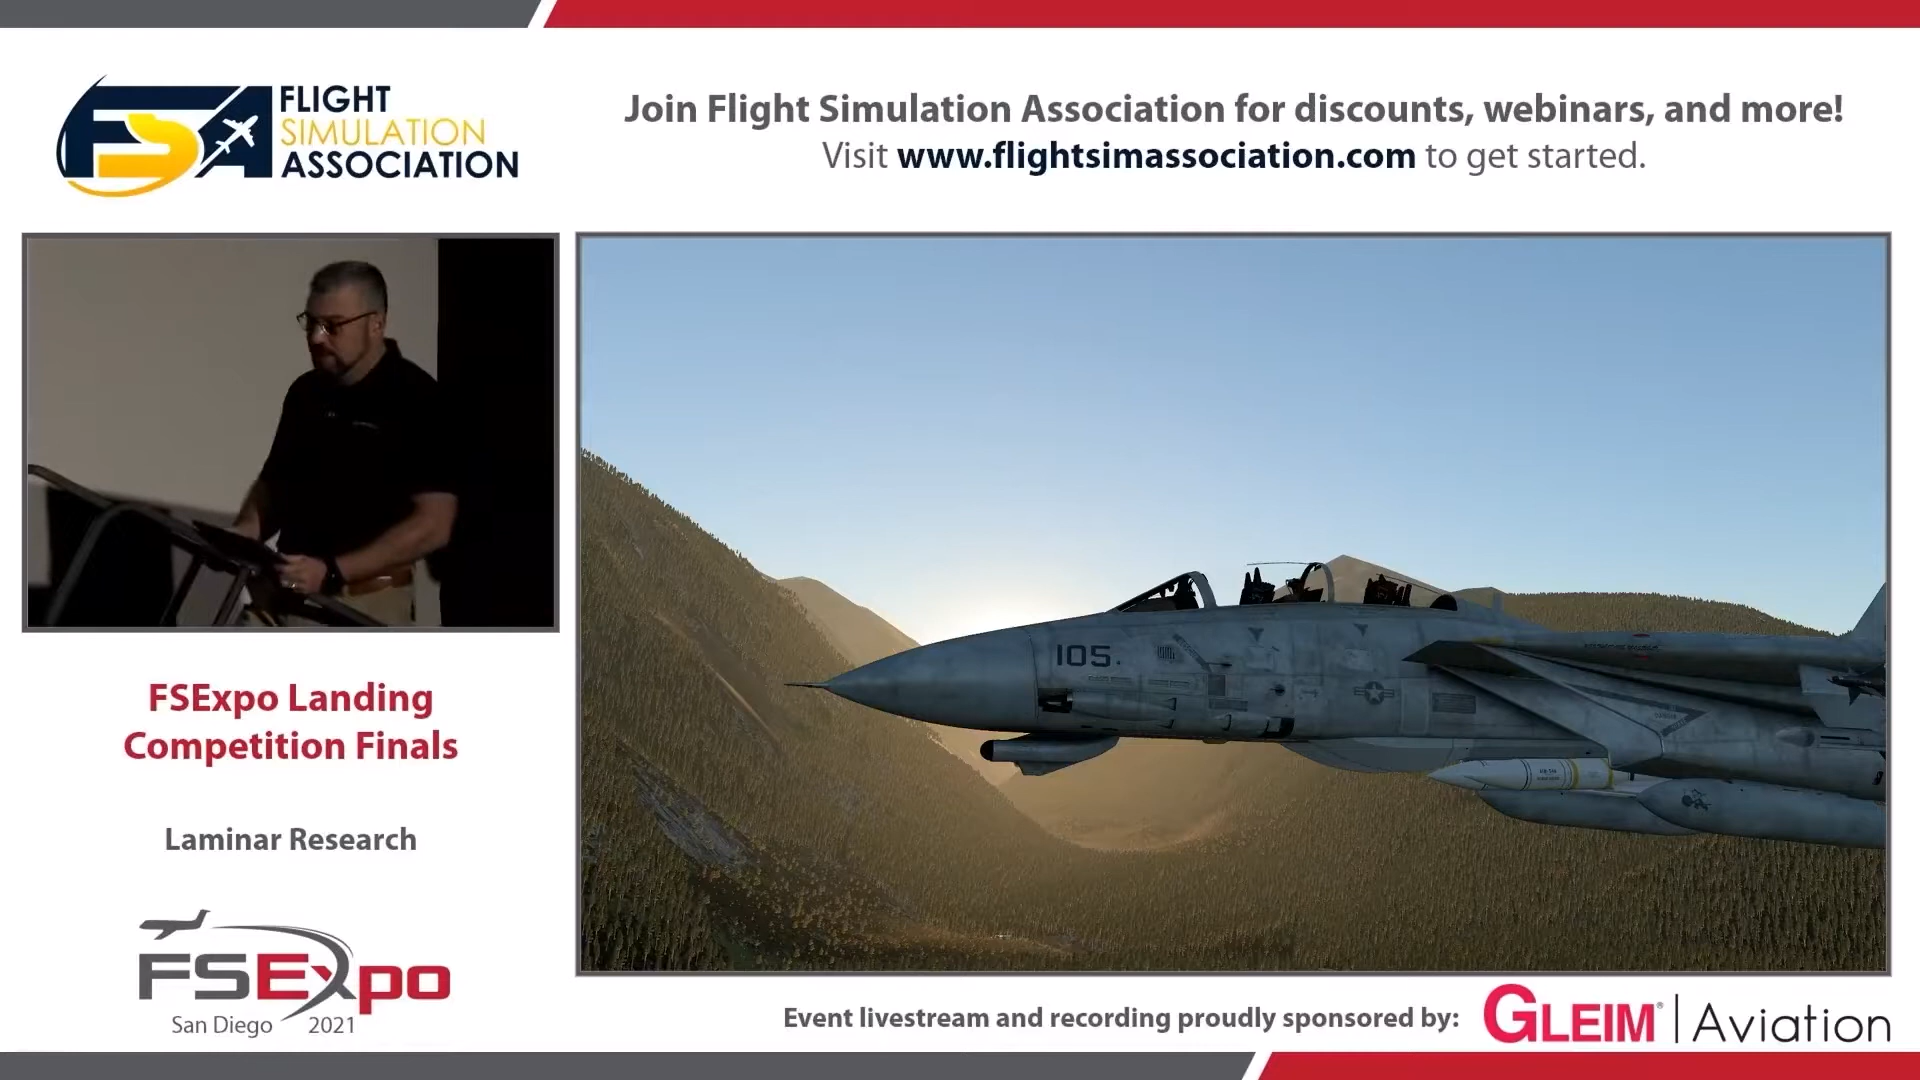 FLIGHT
SIMULATION
ASSOCIATION
Join Flight Simulation Association for discounts, webinars, and more!
Visit www.flightsimassociation.com to get started.
105
FSExpo Landing
Competition Finals
Laminar Research
FSExpo
San Diego 2021
Event livestream and recording proudly sponsored by:
GLEIM® | Aviation